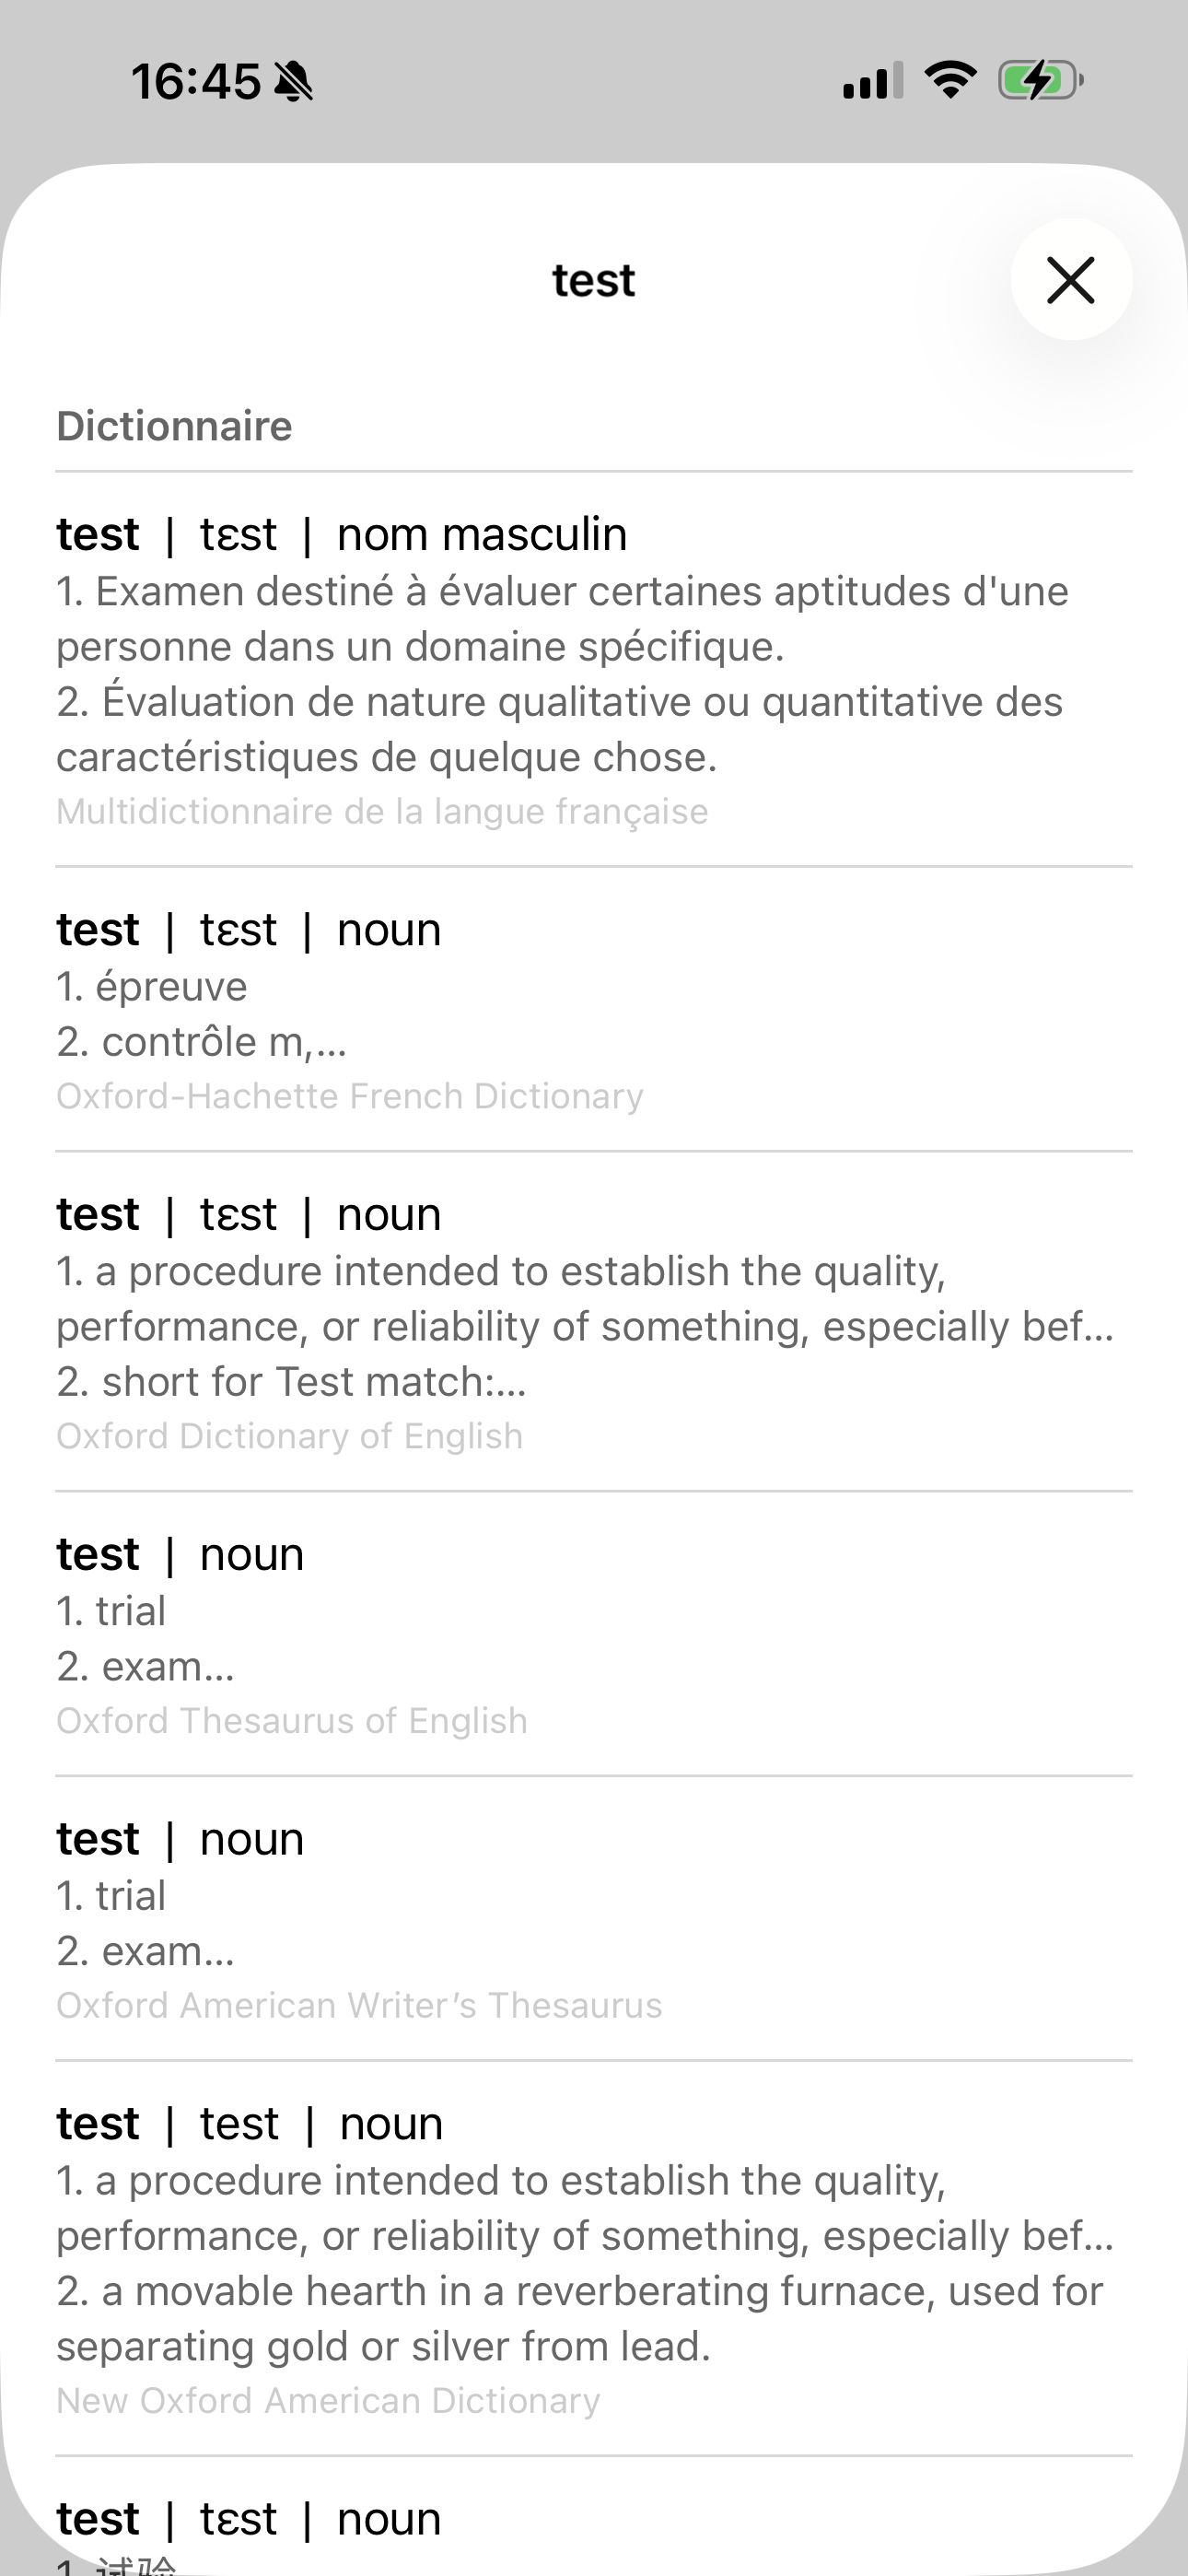 16:45
test
Dictionnaire
test | tɛst | nom masculin
1. Examen destiné à évaluer certaines aptitudes d'une
personne dans un domaine spécifique.
2. Évaluation de nature qualitative ou quantitative des
caractéristiques de quelque chose.
Multidictionnaire de la langue française
test | tɛst | noun
1. épreuve
2. contrôle m,...
Oxford-Hachette French Dictionary
test | tɛst | noun
1. a procedure intended to establish the quality,
performance, or reliability of something, especially bef...
2. short for Test match:...
Oxford Dictionary of English
test | noun
1. trial
2. exam...
Oxford Thesaurus of English
test | noun
1. trial
2. exam...
Oxford American Writer’s Thesaurus
test | test | noun
1. a procedure intended to establish the quality,
performance, or reliability of something, especially bef...
2. a movable hearth in a reverberating furnace, used for
separating gold or silver from lead.
New Oxford American Dictionary
test | tɛst | noun
1. 试验